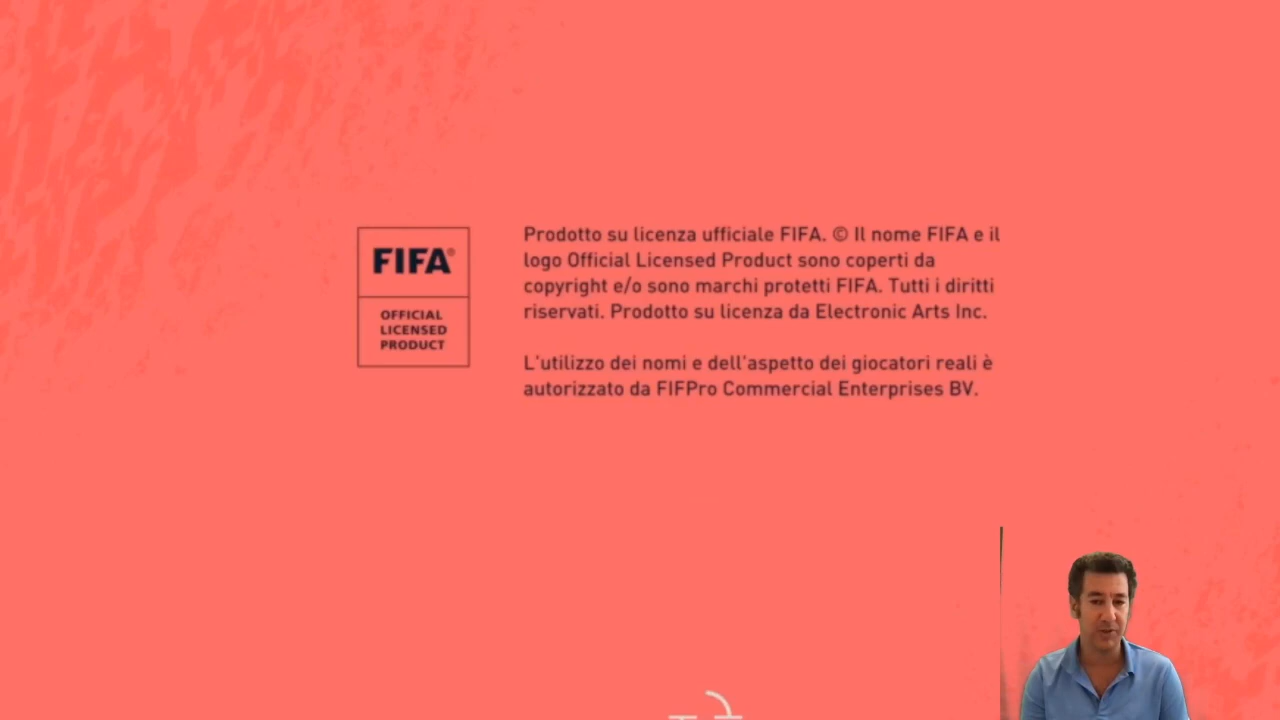 FIFA®
OFFICIAL
LICENSED
PRODUCT
Prodotto su licenza ufficiale FIFA. © Il nome FIFA e il
logo Official Licensed Product sono coperti da
copyright e/o sono marchi protetti FIFA. Tutti i diritti
riservati. Prodotto su licenza da Electronic Arts Inc.
L'utilizzo dei nomi e dell'aspetto dei giocatori reali è
autorizzato da FIFPro Commercial Enterprises BV.